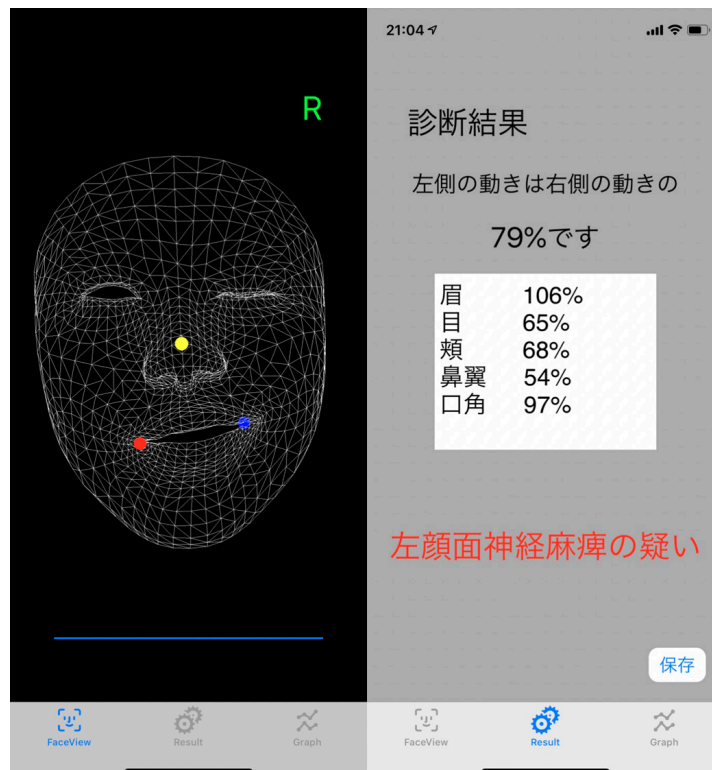 R
FaceView
Result
Graph
21:04
診断結果
左側の動きは右側の動きの
79%です
眉 106%
目 65%
頬 68%
鼻翼 54%
口角 97%
左顔面神経麻痺の疑い
保存
FaceView
Result
Graph